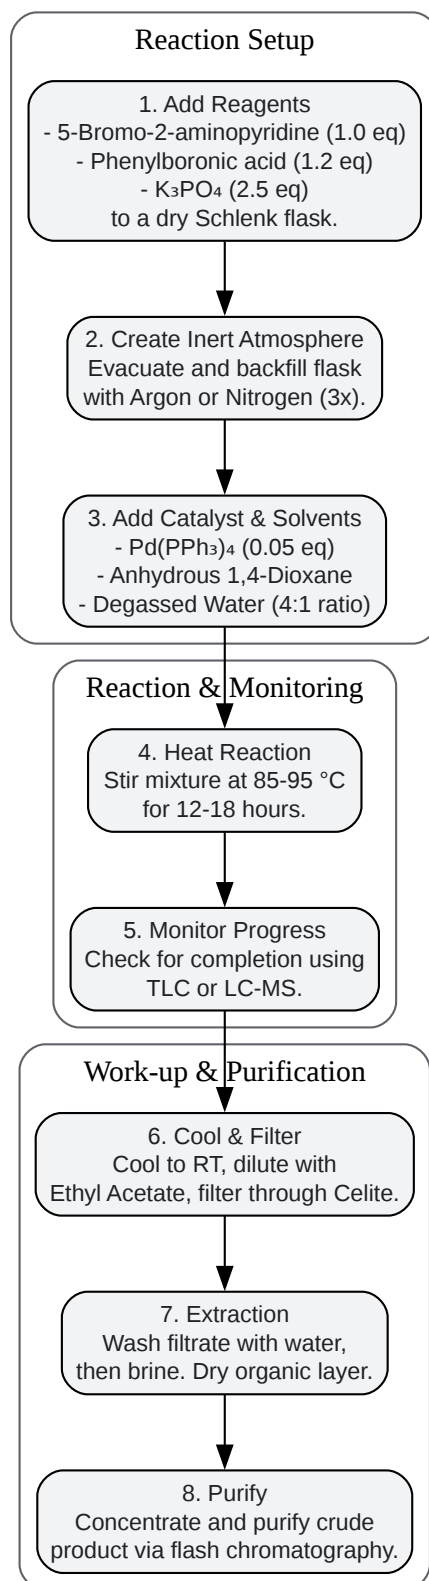 Reaction Setup
1. Add Reagents
- 5-Bromo-2-aminopyridine (1.0 eq)
- Phenylboronic acid (1.2 eq)
- K₃PO₄ (2.5 eq)
to a dry Schlenk flask.
2. Create Inert Atmosphere
Evacuate and backfill flask
with Argon or Nitrogen (3x).
3. Add Catalyst & Solvents
- Pd(PPh₃)₄ (0.05 eq)
- Anhydrous 1,4-Dioxane
- Degassed Water (4:1 ratio)
Reaction & Monitoring
4. Heat Reaction
Stir mixture at 85-95 °C
for 12-18 hours.
5. Monitor Progress
Check for completion using
TLC or LC-MS.
Work-up & Purification
6. Cool & Filter
Cool to RT, dilute with
Ethyl Acetate, filter through Celite.
7. Extraction
Wash filtrate with water,
then brine. Dry organic layer.
8. Purify
Concentrate and purify crude
product via flash chromatography.